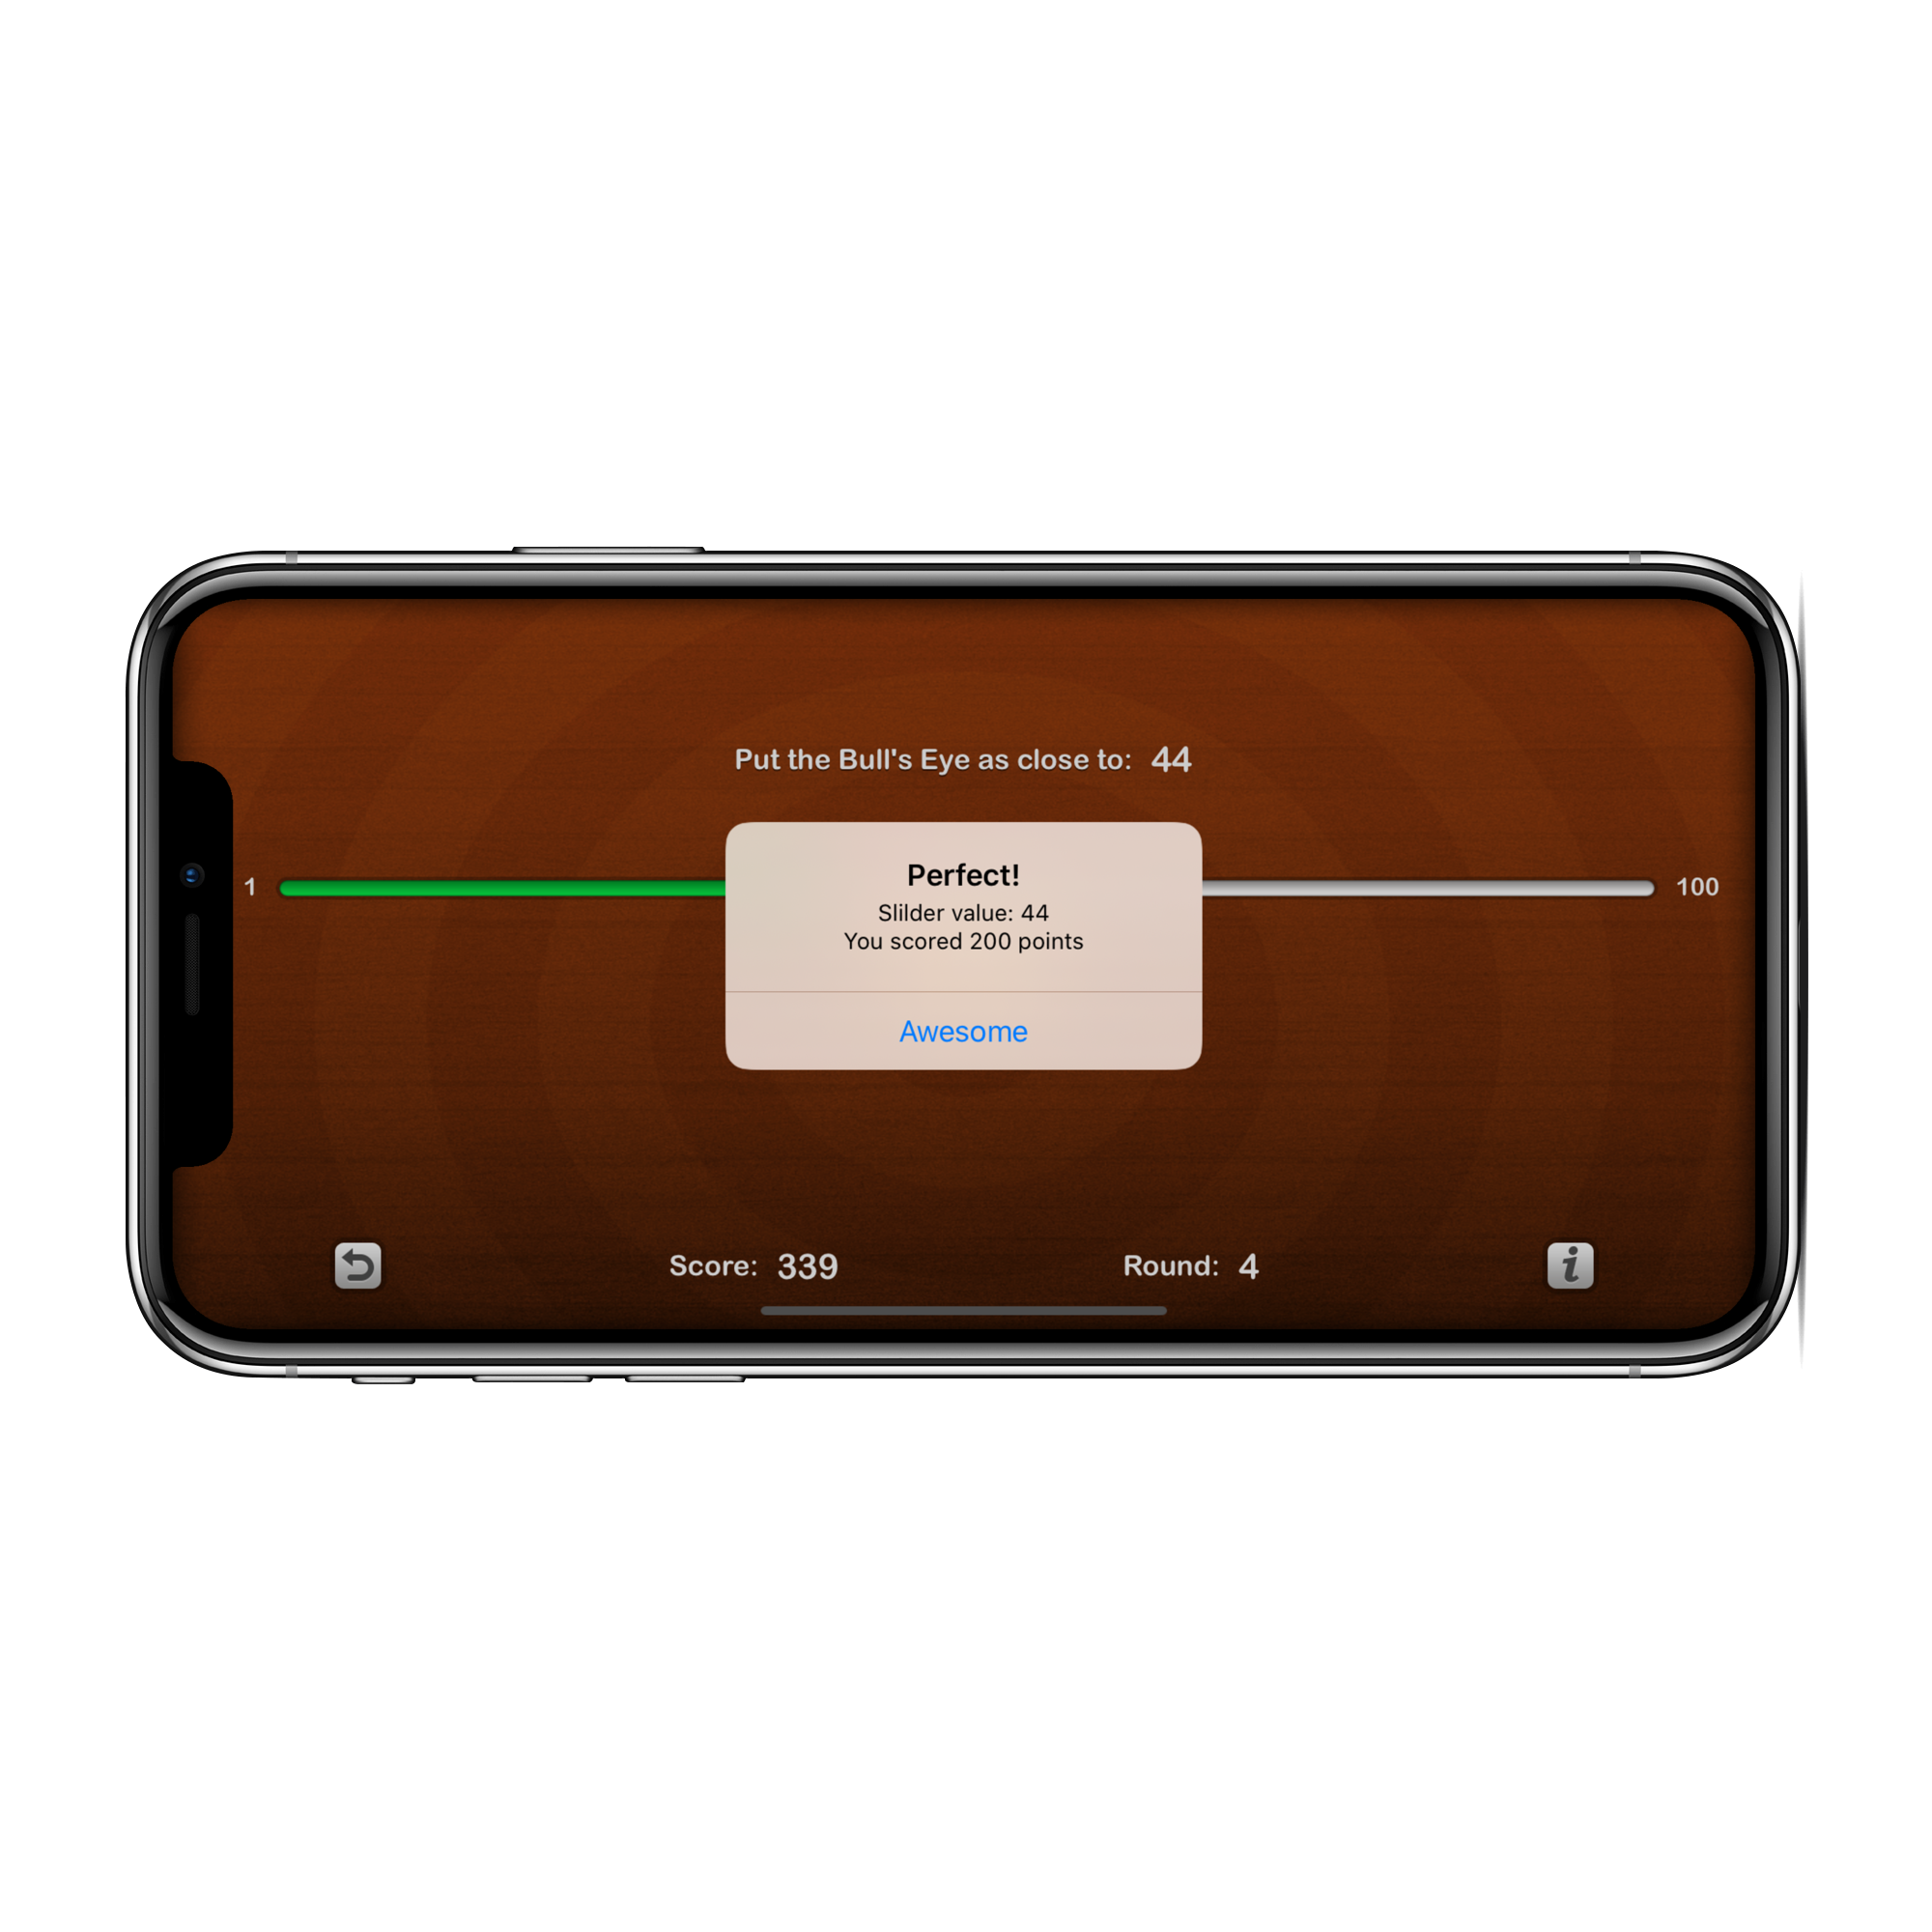 Put the Bull's Eye as close to: 44
1
100
Perfect!
Slilder value: 44
You scored 200 points
Awesome
Score: 339
Round: 4
i